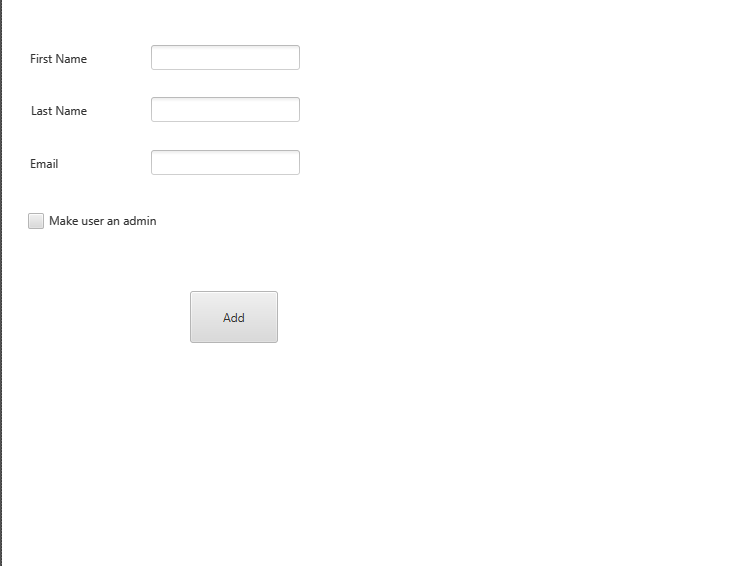 First Name
Last Name
Email
Make user an admin
Add